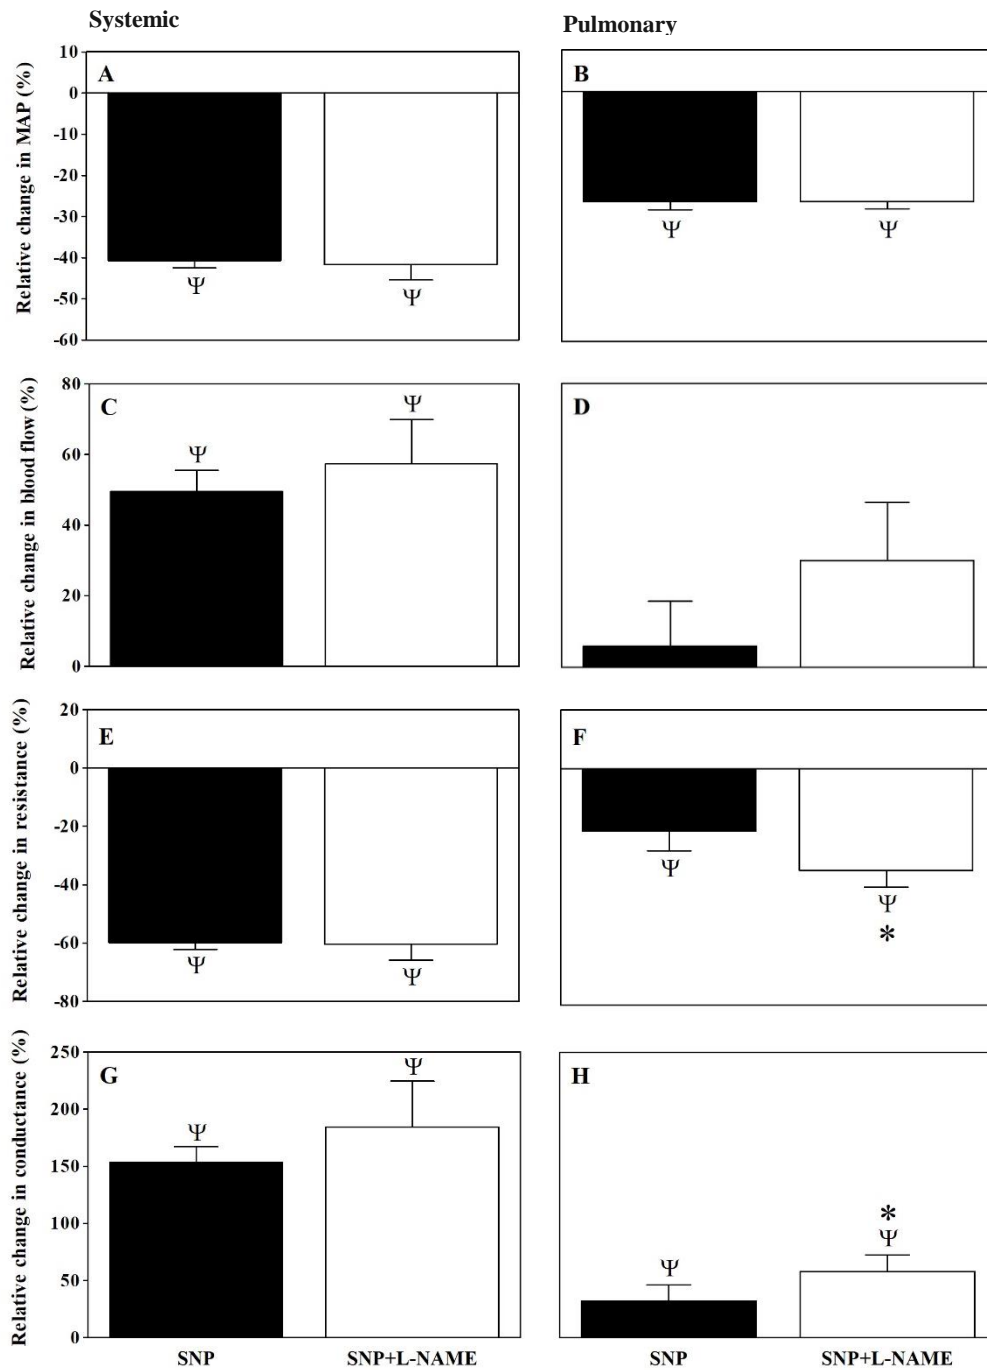 Systemic
Pulmonary
Relative change in MAP (%)
10
0
-10
-20
-30
-40
-50
-60
A
Ψ
Ψ
B
Ψ
Ψ
Relative change in blood flow (%)
80
60
40
20
0
C
Ψ
Ψ
D
Relative change in resistance (%)
20
0
-20
-40
-60
-80
E
Ψ
Ψ
F
Ψ
Ψ
*
Relative change in conductance (%)
250
200
150
100
50
0
G
Ψ
Ψ
H
Ψ
*
Ψ
SNP
SNP+L-NAME
SNP
SNP+L-NAME